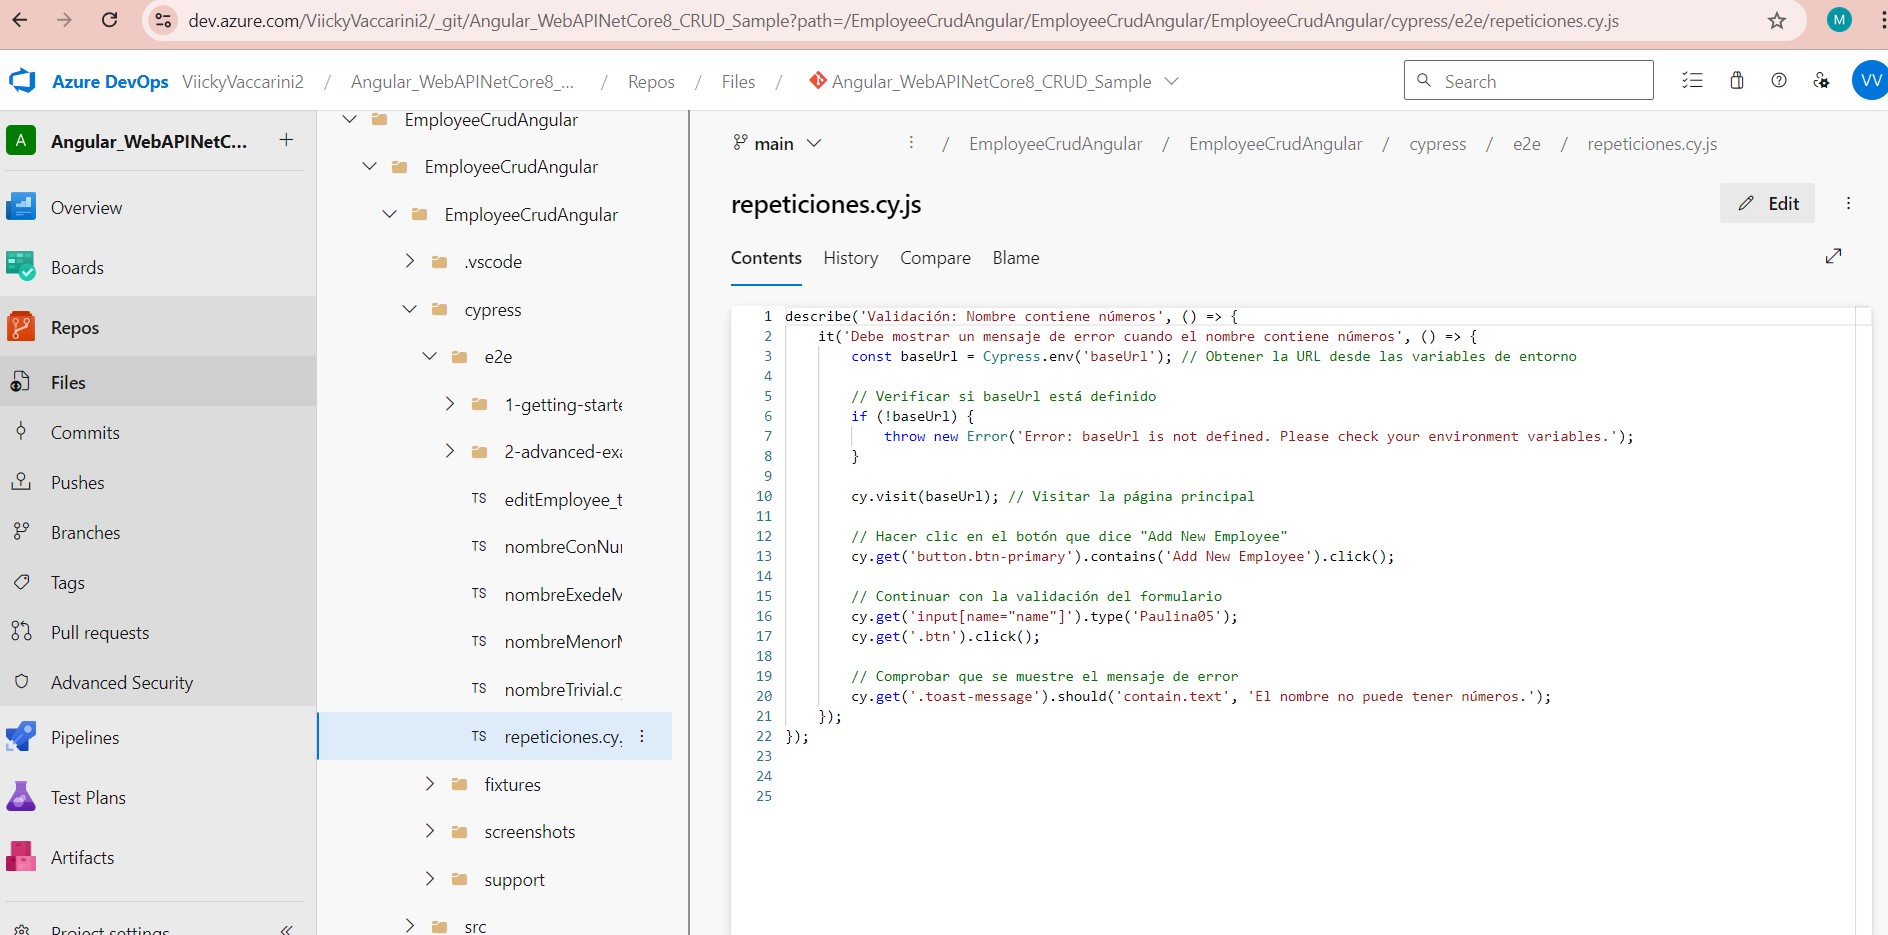 dev.azure.com/ViickyVaccarini2/_git/Angular_WebAPINetCore8_CRUD_Sample?path=/EmployeeCrudAngular/EmployeeCrudAngular/EmployeeCrudAngular/cypress/e2e/repeticiones.cy.js
M
Azure DevOps ViickyVaccarini2 / Angular_WebAPINetCore8_... / Repos / Files / Angular_WebAPINetCore8_CRUD_Sample
Search
VV
A Angular_WebAPINetC... +
Overview
Boards
Repos
Files
Commits
Pushes
Branches
Tags
Pull requests
Advanced Security
Pipelines
Test Plans
Artifacts
Project settings
EmployeeCrudAngular
EmployeeCrudAngular
EmployeeCrudAngular
.vscode
cypress
e2e
1-getting-starte
2-advanced-exa
TS editEmployee_t
TS nombreConNu
TS nombreExedeM
TS nombreMenor
TS nombreTrivial.c
TS repeticiones.cy.
fixtures
screenshots
support
src
main / EmployeeCrudAngular / EmployeeCrudAngular / cypress / e2e / repeticiones.cy.js
repeticiones.cy.js
Edit
Contents History Compare Blame
1 describe('Validación: Nombre contiene números', () => {
2 it('Debe mostrar un mensaje de error cuando el nombre contiene números', () => {
3 const baseUrl = Cypress.env('baseUrl'); // Obtener la URL desde las variables de entorno
4
5 // Verificar si baseUrl está definido
6 if (!baseUrl) {
7 throw new Error('Error: baseUrl is not defined. Please check your environment variables.');
8 }
9
10 cy.visit(baseUrl); // Visitar la página principal
11
12 // Hacer clic en el botón que dice "Add New Employee"
13 cy.get('button.btn-primary').contains('Add New Employee').click();
14
15 // Continuar con la validación del formulario
16 cy.get('input[name="name"]').type('Paulina05');
17 cy.get('.btn').click();
18
19 // Comprobar que se muestre el mensaje de error
20 cy.get('.toast-message').should('contain.text', 'El nombre no puede tener números.');
21 });
22 });
23
24
25